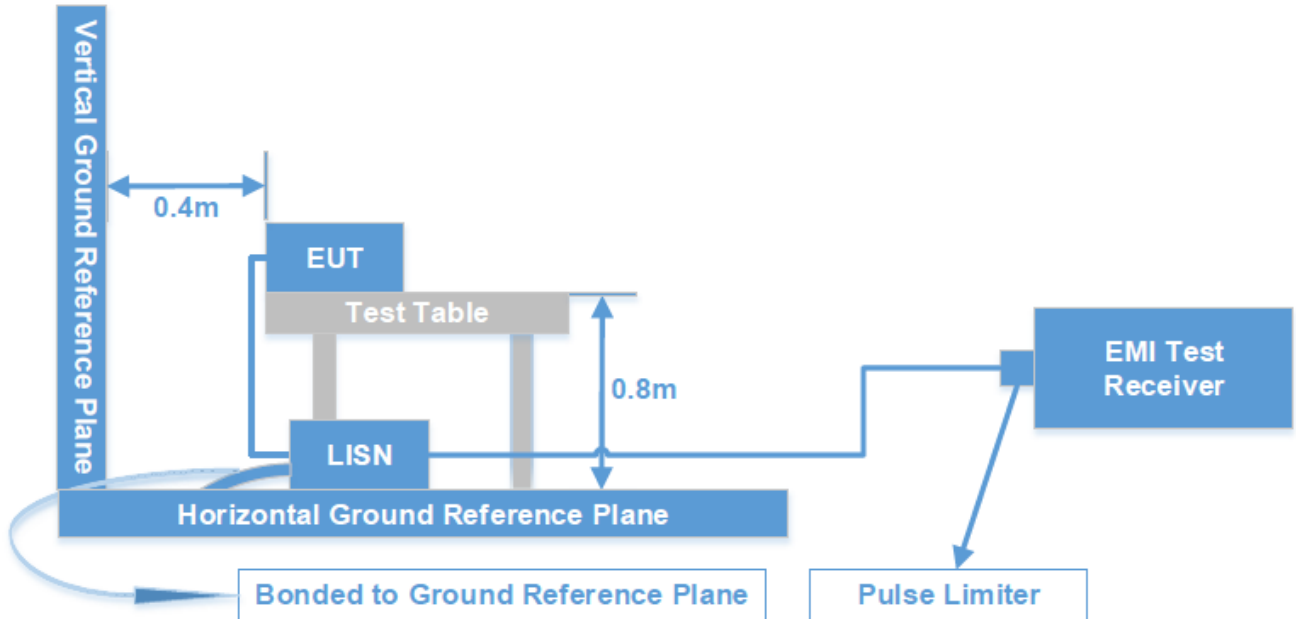 Vertical Ground Reference Plane
0.4m
EUT
Test Table
0.8m
EMI Test
Receiver
LISN
Horizontal Ground Reference Plane
Bonded to Ground Reference Plane
Pulse Limiter